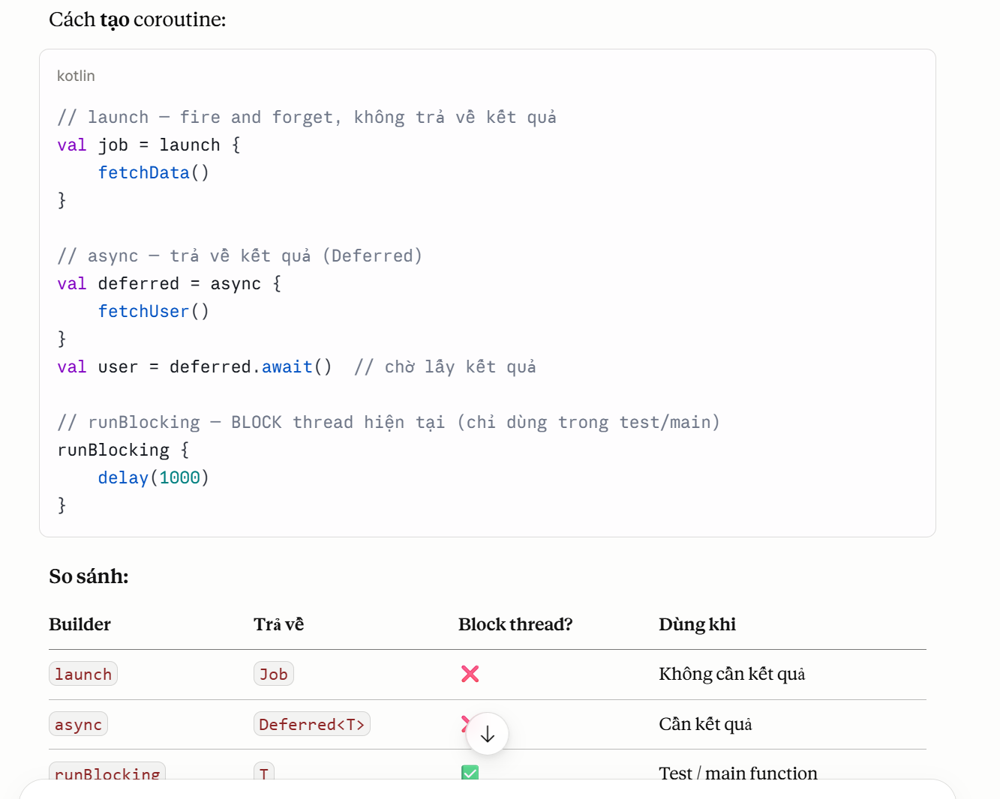 Cách tạo coroutine:
kotlin
// launch — fire and forget, không trả về kết quả
val job = launch {
    fetchData()
}
// async — trả về kết quả (Deferred)
val deferred = async {
    fetchUser()
}
val user = deferred.await()  // chờ lấy kết quả
// runBlocking — BLOCK thread hiện tại (chỉ dùng trong test/main)
runBlocking {
    delay(1000)
}
So sánh:
Builder Trả về Block thread? Dùng khi
launch Job ❌ Không cần kết quả
async Deferred<T> ❌ Cần kết quả
runBlocking T ✅ Test / main function